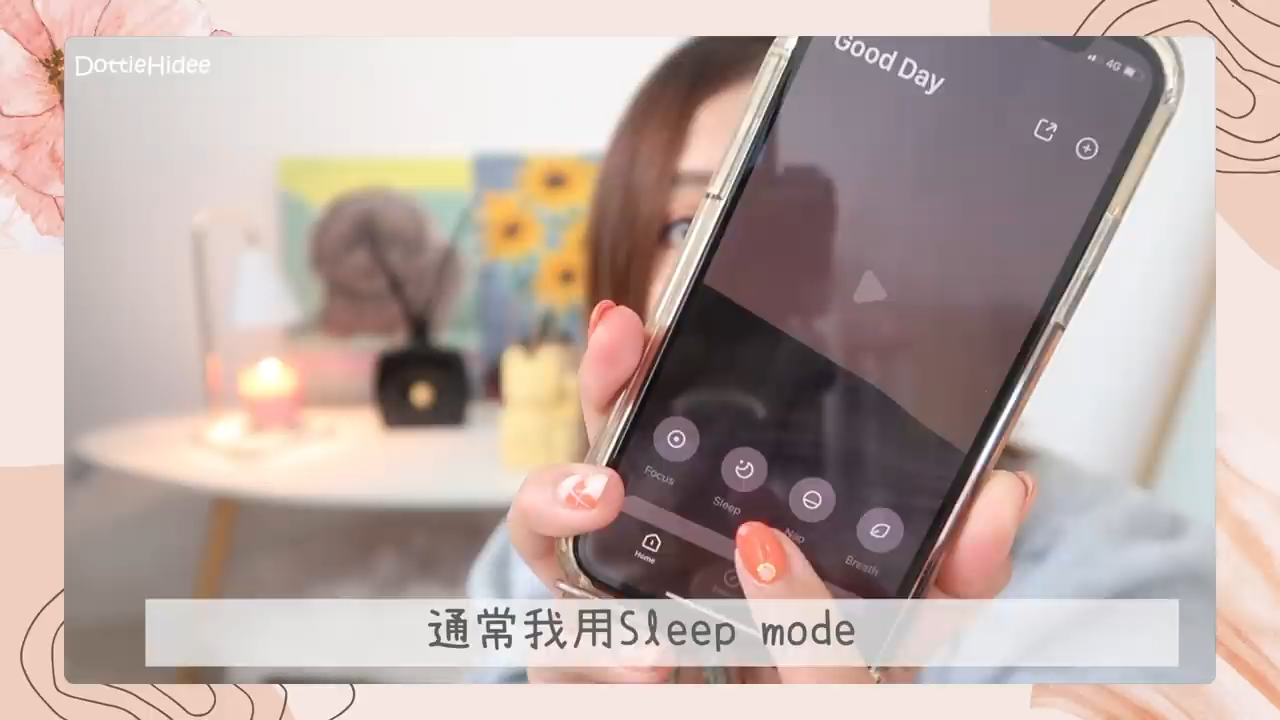 DottieHidee
Good Day
4G
Focus
Sleep
Nap
Breath
Home
通常我用Sleep mode